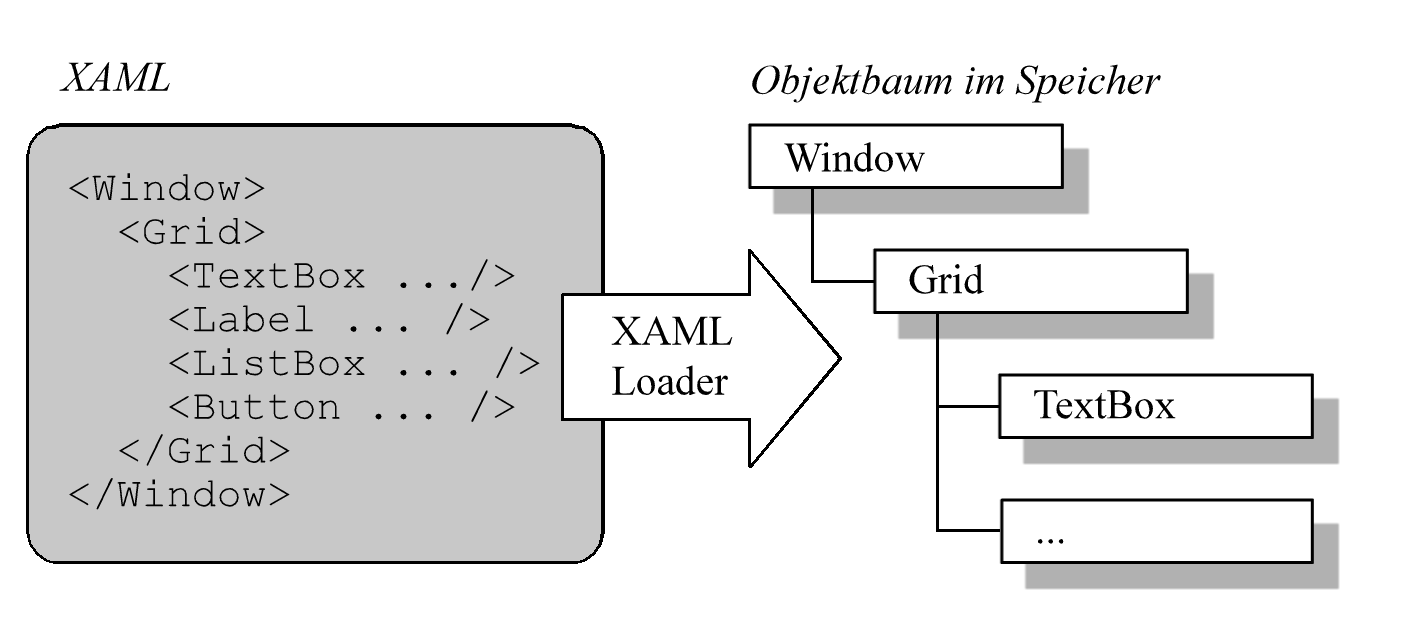 XAML
<Window>
<Grid>
<TextBox .../>
<Label ... />
<ListBox ... />
<Button ... />
</Grid>
</Window>
XAML
Loader
Objektbaum im Speicher
Window
Grid
TextBox
...